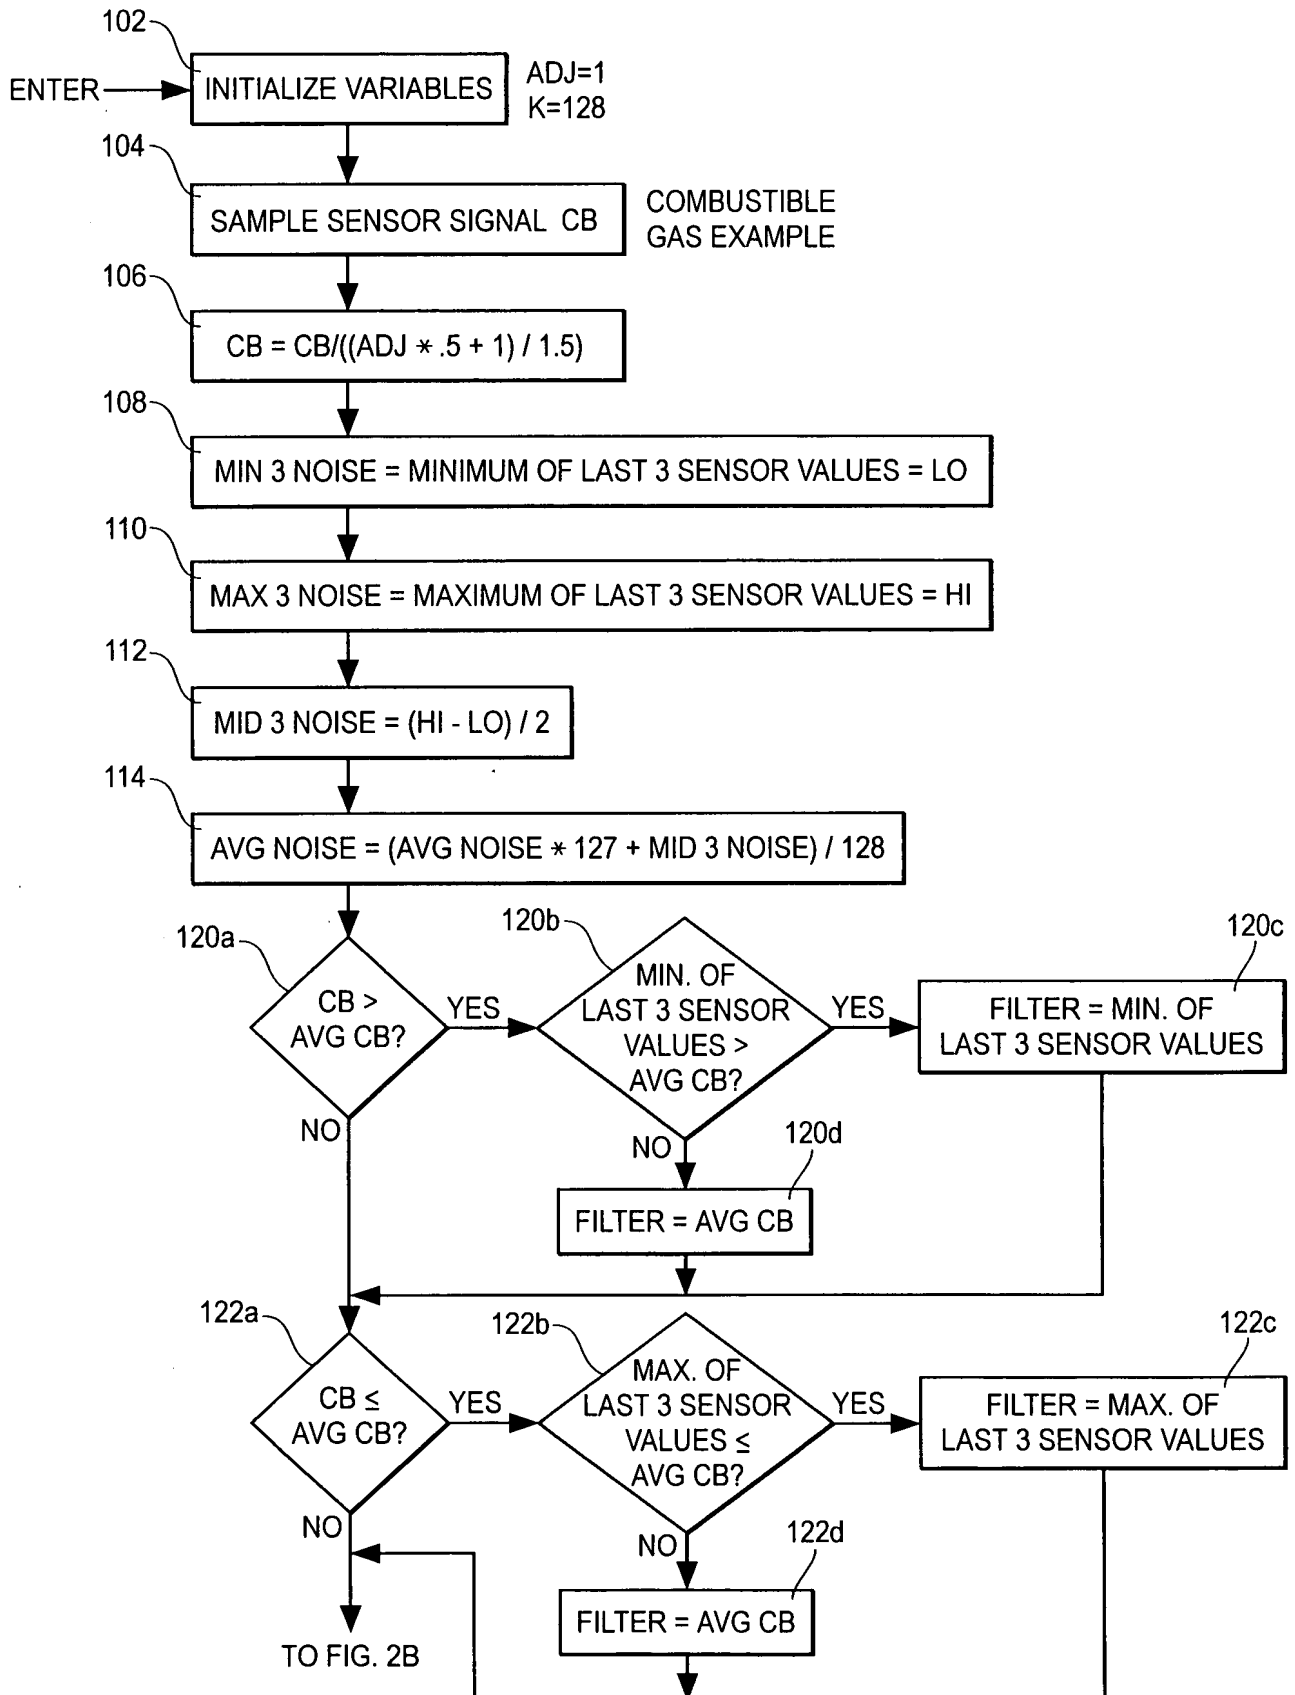 102
ENTER
INITIALIZE VARIABLES
ADJ=1
K=128
104
SAMPLE SENSOR SIGNAL CB
COMBUSTIBLE
GAS EXAMPLE
106
CB = CB/((ADJ * .5 + 1) / 1.5)
108
MIN 3 NOISE = MINIMUM OF LAST 3 SENSOR VALUES = LO
110
MAX 3 NOISE = MAXIMUM OF LAST 3 SENSOR VALUES = HI
112
MID 3 NOISE = (HI - LO) / 2
114
AVG NOISE = (AVG NOISE * 127 + MID 3 NOISE) / 128
120a
CB >
AVG CB?
YES
NO
120b
MIN. OF
LAST 3 SENSOR
VALUES >
AVG CB?
YES
NO
120c
FILTER = MIN. OF
LAST 3 SENSOR VALUES
120d
FILTER = AVG CB
122a
CB ≤
AVG CB?
YES
NO
122b
MAX. OF
LAST 3 SENSOR
VALUES ≤
AVG CB?
YES
NO
122c
FILTER = MAX. OF
LAST 3 SENSOR VALUES
122d
FILTER = AVG CB
TO FIG. 2B